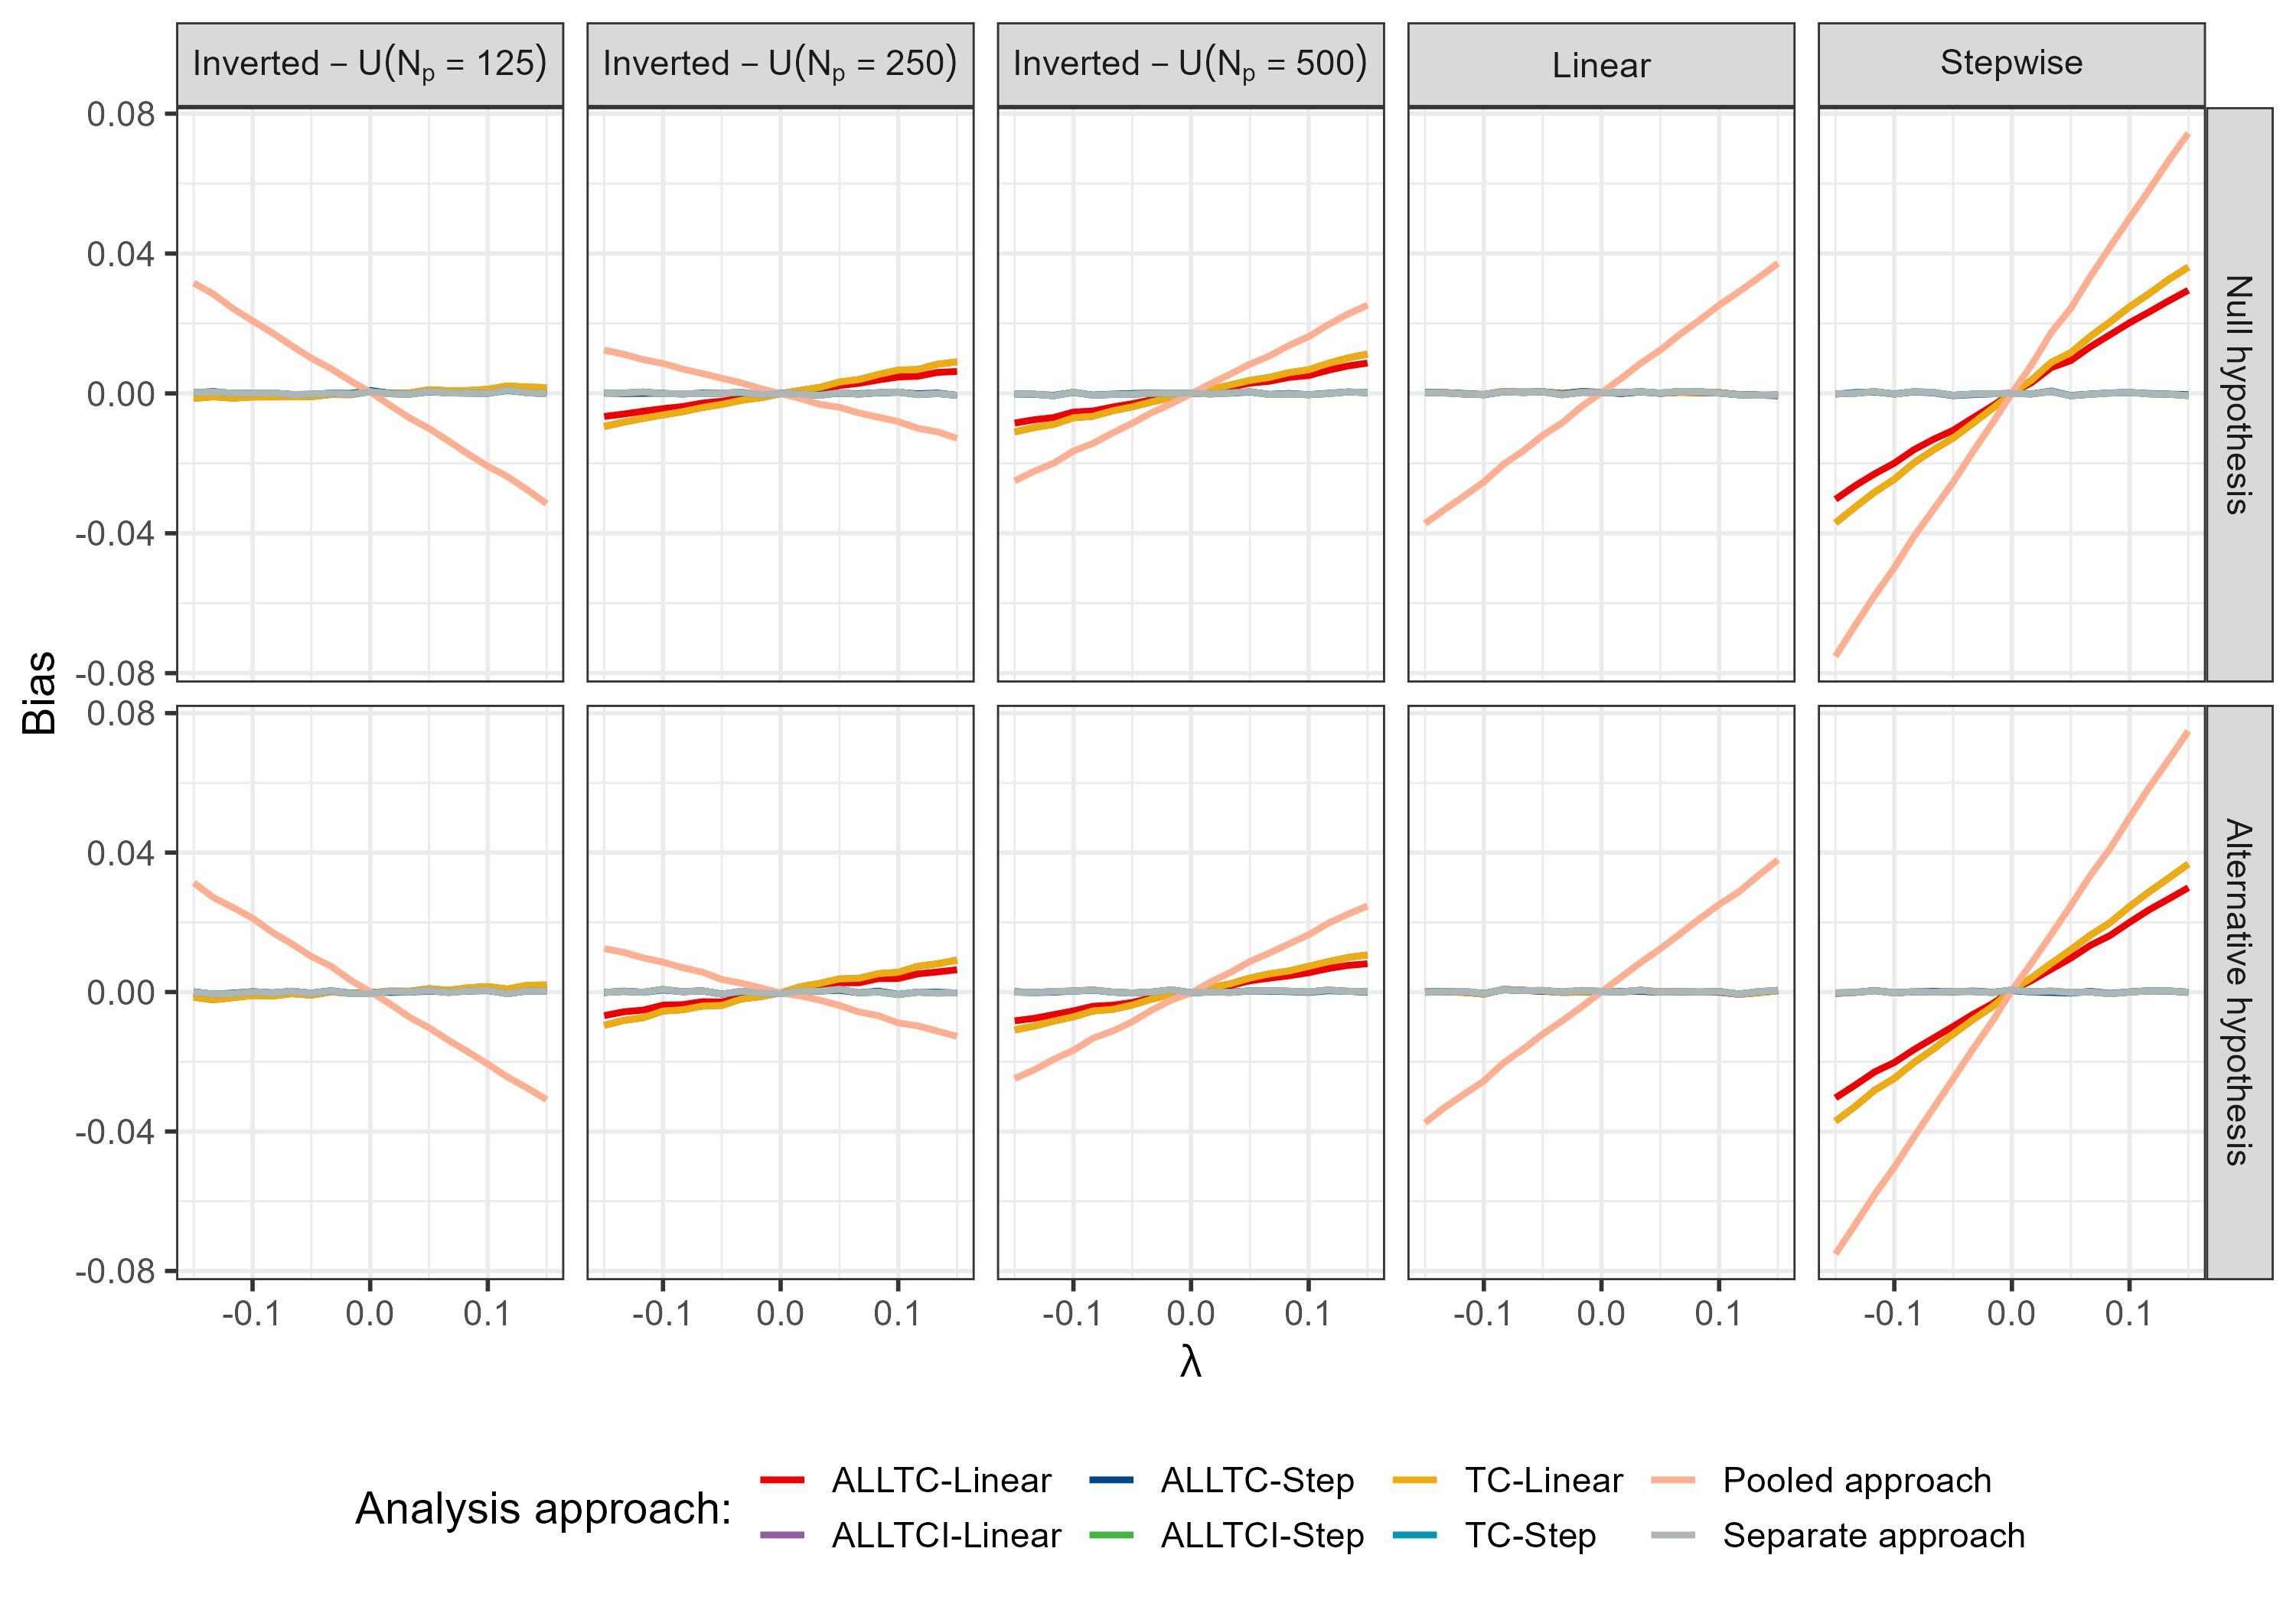 Inverted – U(Np = 125)
Inverted – U(Np = 250)
Inverted – U(Np = 500)
Linear
Stepwise
0.08
0.04
0.00
-0.04
-0.08
Null hypothesis
0.08
0.04
0.00
-0.04
-0.08
Alternative hypothesis
Bias
-0.1 0.0 0.1
-0.1 0.0 0.1
-0.1 0.0 0.1
-0.1 0.0 0.1
-0.1 0.0 0.1
λ
Analysis approach:
ALLTC-Linear
ALLTC-Step
TC-Linear
Pooled approach
ALLTCI-Linear
ALLTCI-Step
TC-Step
Separate approach